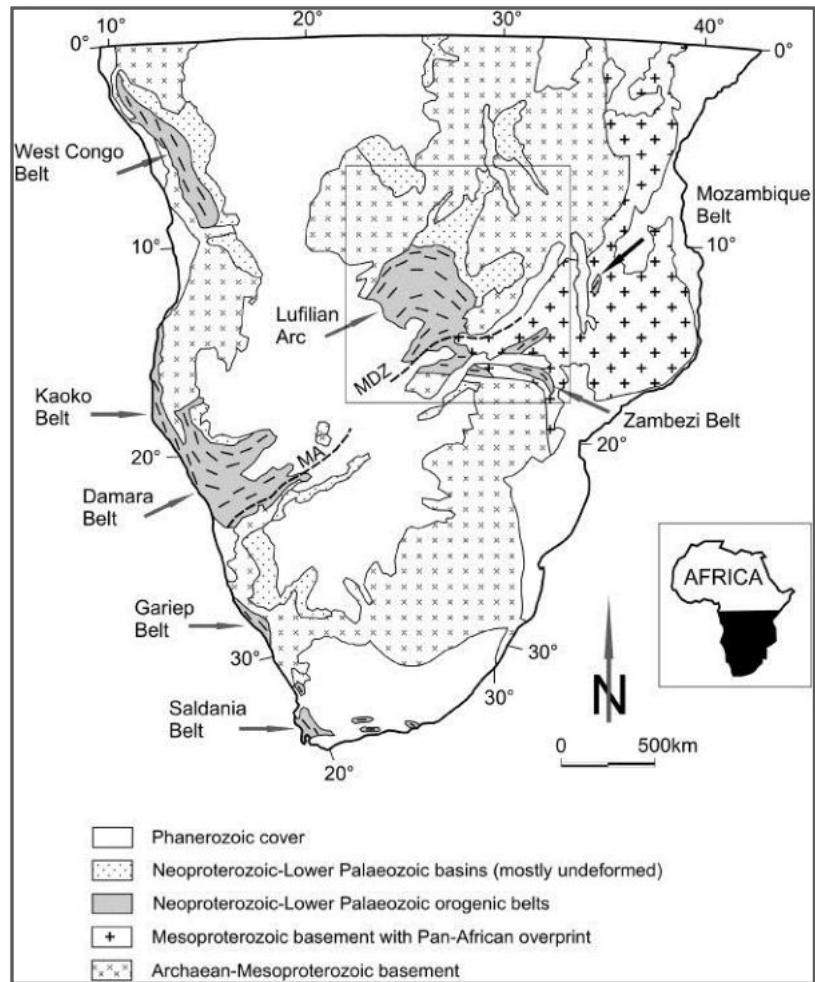 10°
20°
30°
40°
0°
0°
West Congo
Belt
Mozambique
Belt
10°
10°
Lufilian
Arc
MDZ
Kaoko
Belt
Zambezi Belt
20°
MA
20°
Damara
Belt
AFRICA
Gariep
Belt
30°
30°
30°
N
Saldania
Belt
0
500km
20°
Phanerozoic cover
Neoproterozoic-Lower Palaeozoic basins (mostly undeformed)
Neoproterozoic-Lower Palaeozoic orogenic belts
Mesoproterozoic basement with Pan-African overprint
Archaean-Mesoproterozoic basement